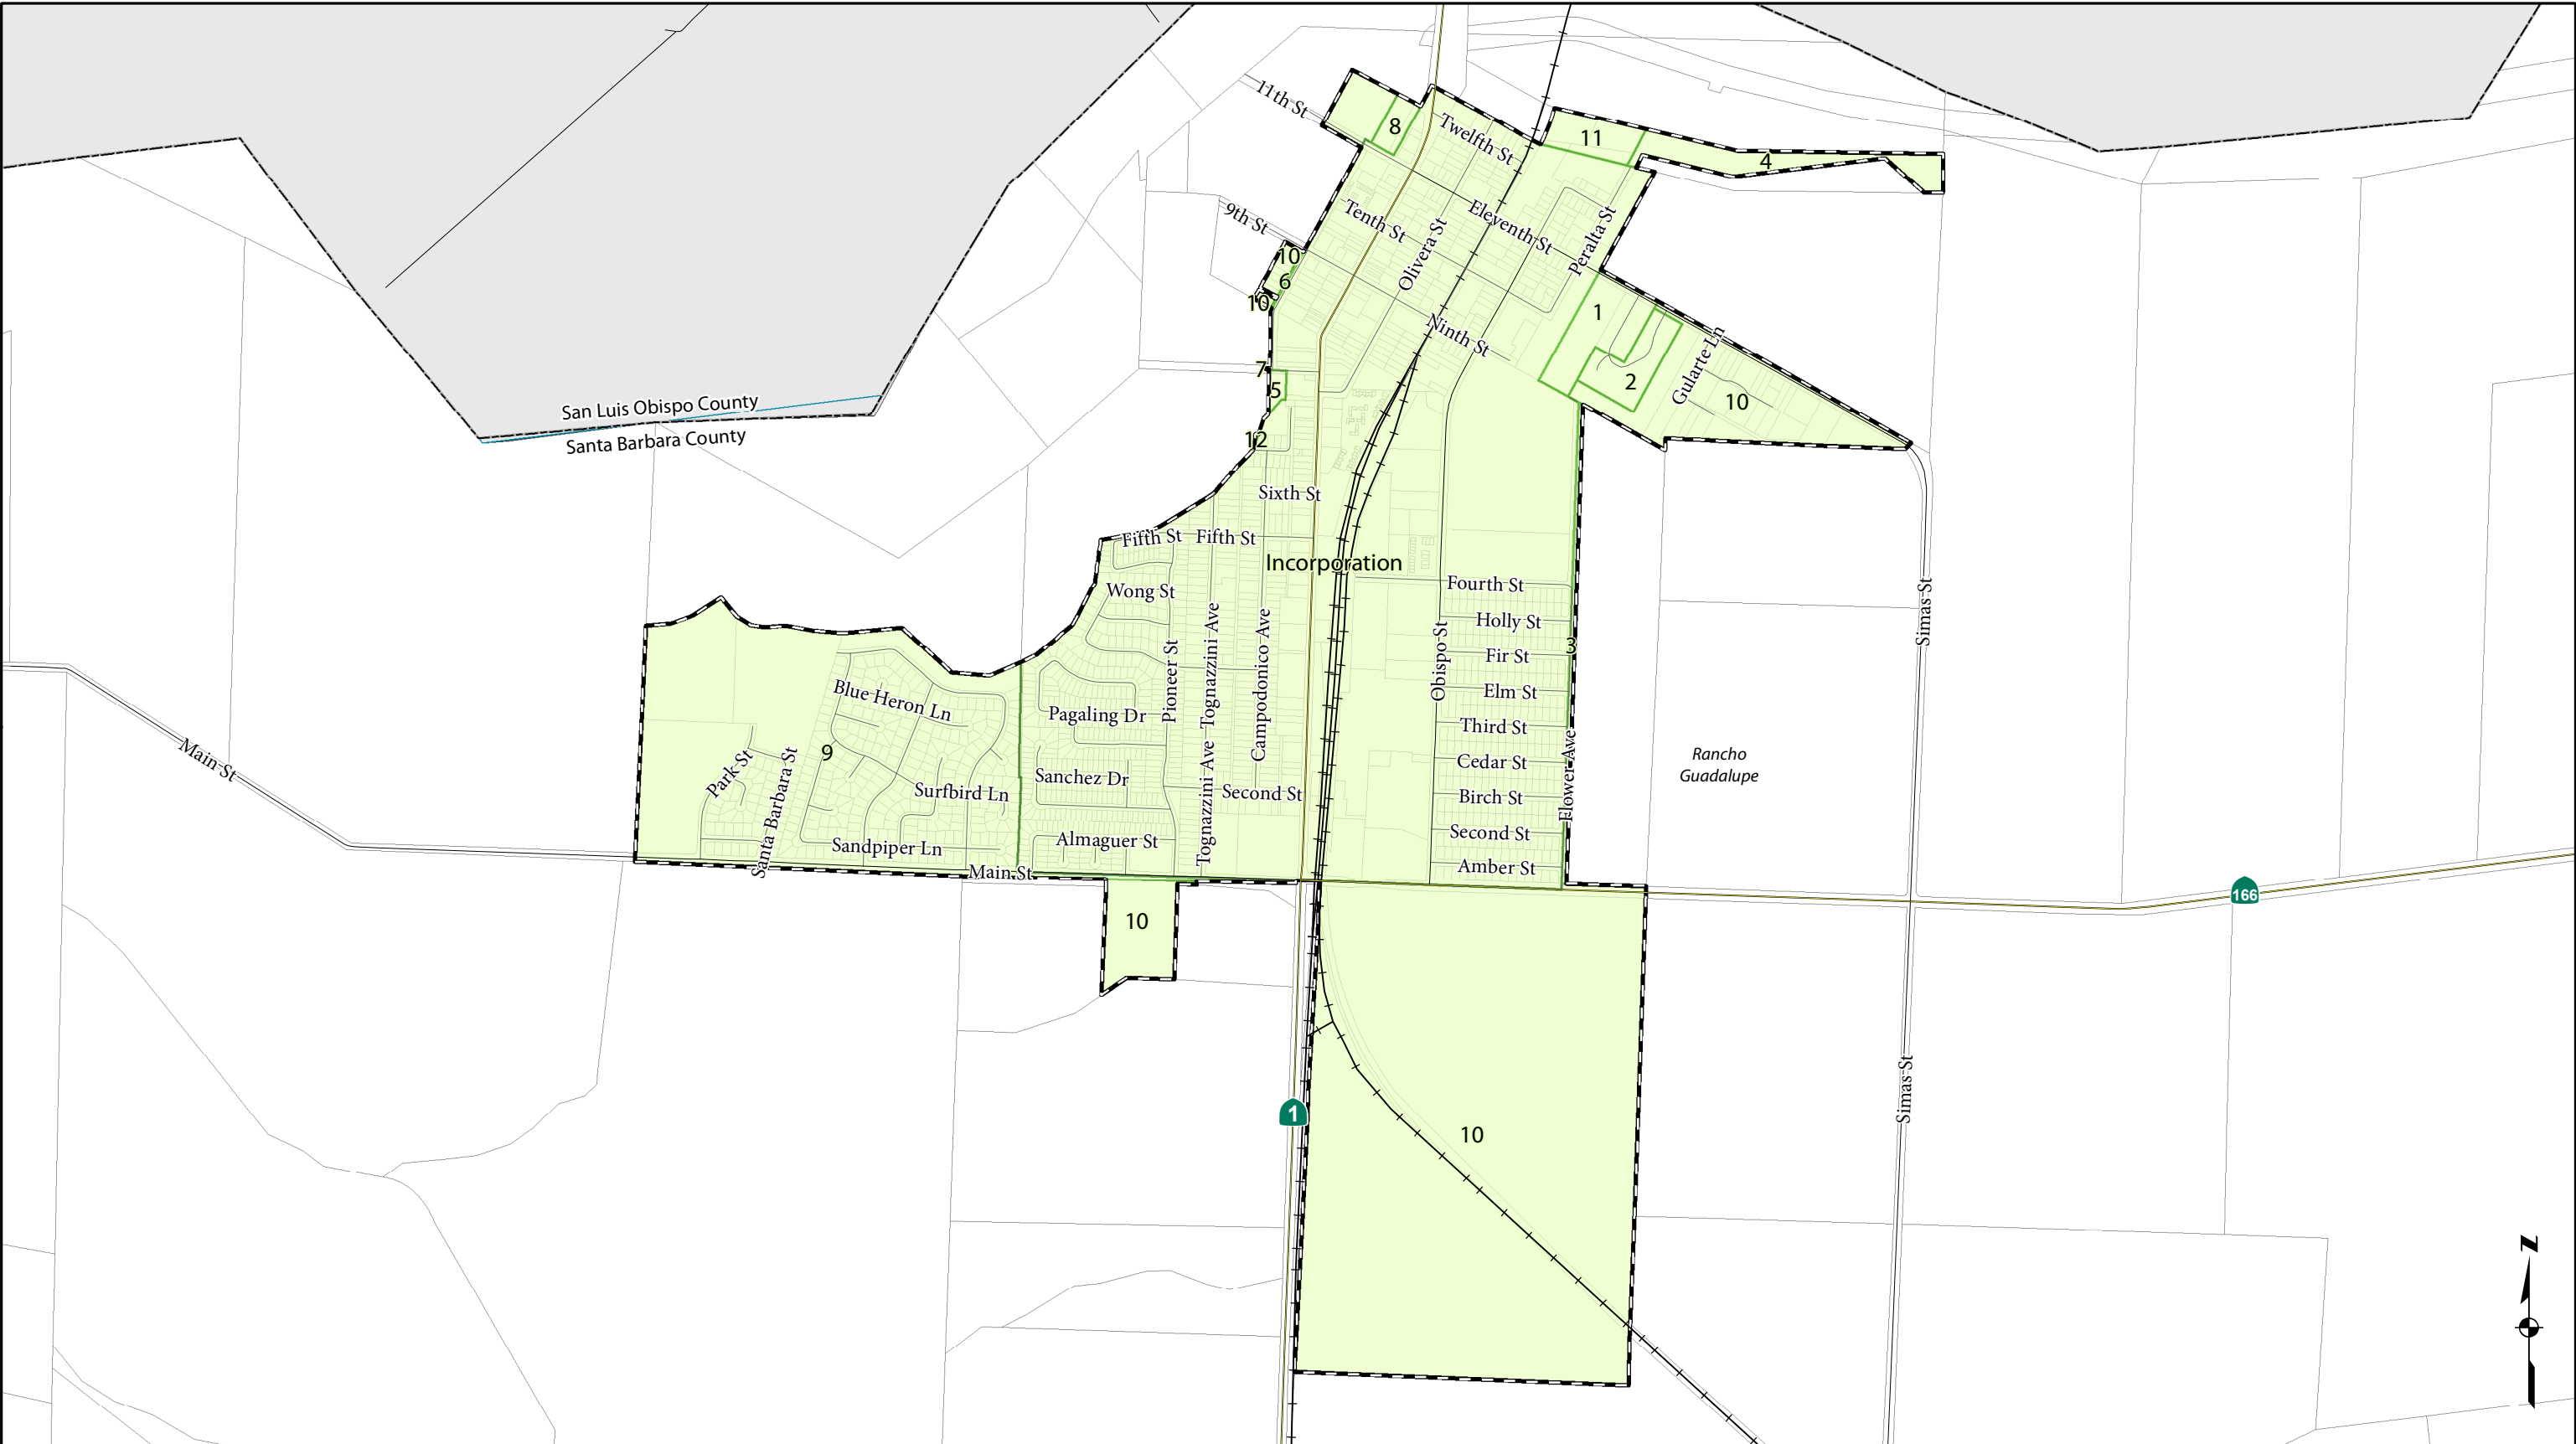 11th St
Twelfth St
8
11
4
9th St
Tenth St
Olivera St
Eleventh St
Peralta St
10
6
10
1
Ninth St
Gularte Ln
7
5
2
10
San Luis Obispo County
Santa Barbara County
12
Sixth St
Fifth St
Fifth St
Incorporation
Wong St
Fourth St
Holly St
Simas St
3
Fir St
Obispo St
Elm St
Blue Heron Ln
Pagaling Dr
Pioneer St
Tognazzini Ave
Campodonico Ave
Third St
Main St
9
Park St
Santa Barbara St
Sanchez Dr
Tognazzini Ave
Cedar St
Flower Ave
Rancho
Guadalupe
Surfbird Ln
Second St
Birch St
Sandpiper Ln
Almaguer St
Second St
Main St
Amber St
166
10
Simas St
1
10
N